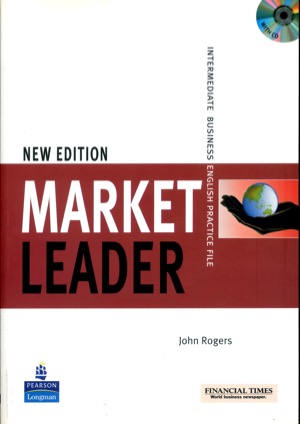 WITH CD
INTERMEDIATE BUSINESS ENGLISH PRACTICE FILE
NEW EDITION
MARKET
LEADER
John Rogers
PEARSON
Longman
FINANCIAL TIMES
World business newspaper.